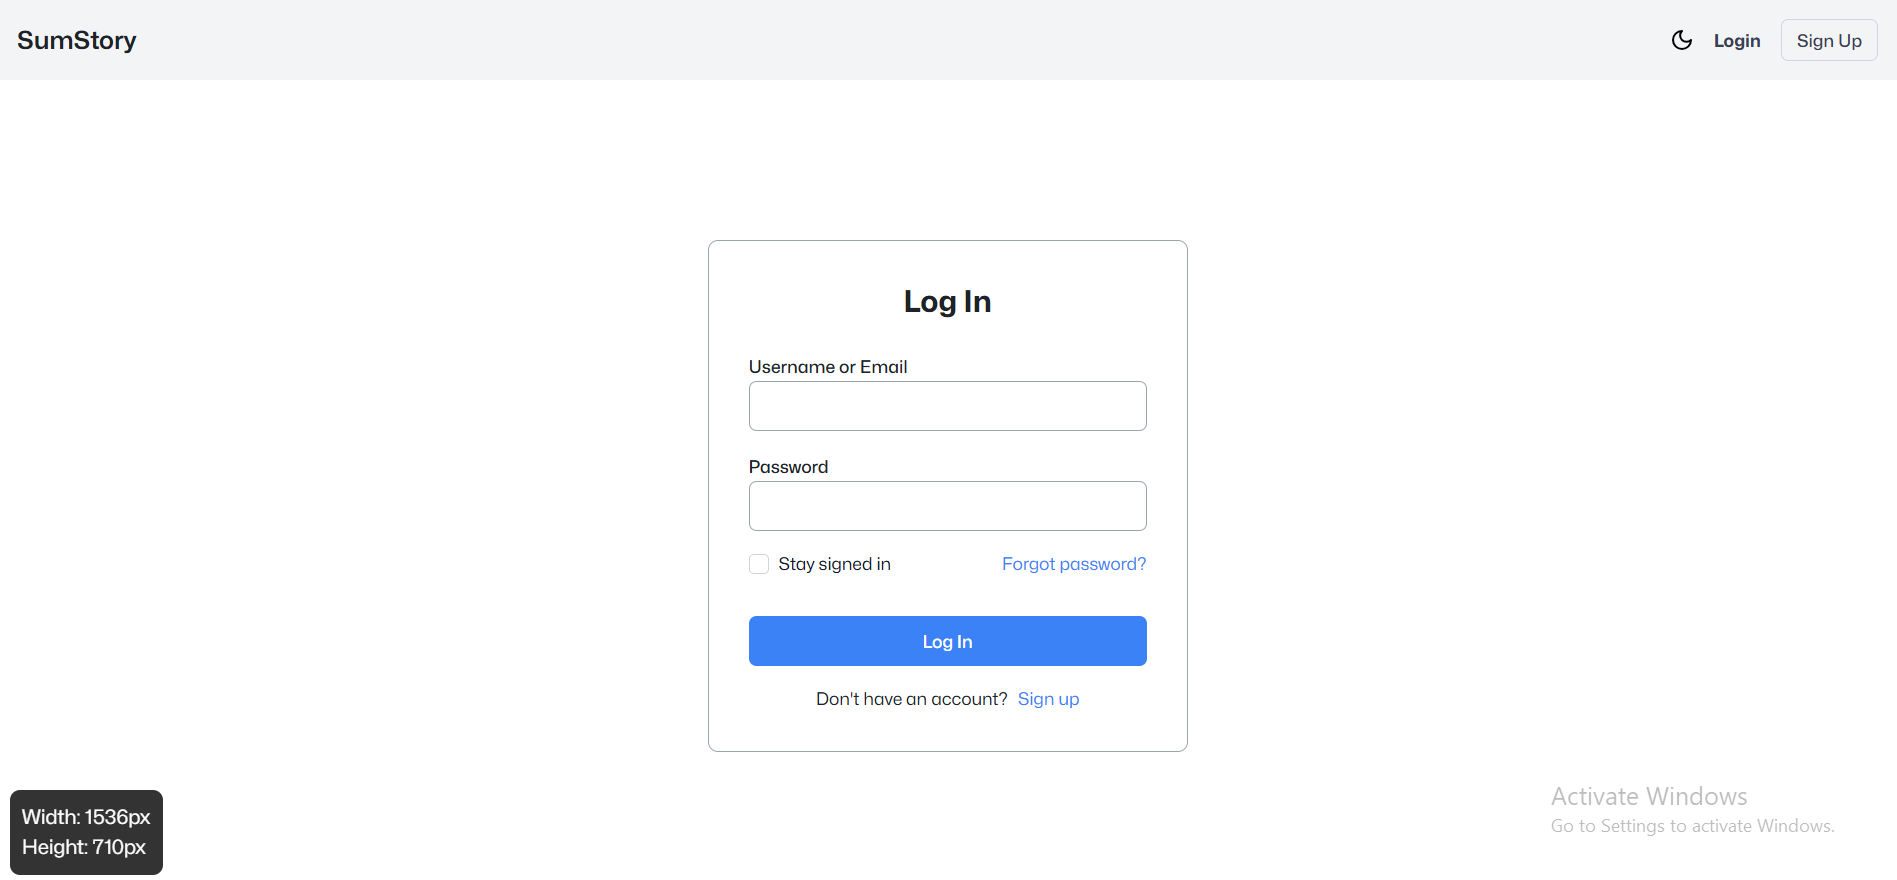 SumStory
Login
Sign Up
Log In
Username or Email
Password
Stay signed in
Forgot password?
Log In
Don't have an account? Sign up
Width: 1536px
Height: 710px
Activate Windows
Go to Settings to activate Windows.